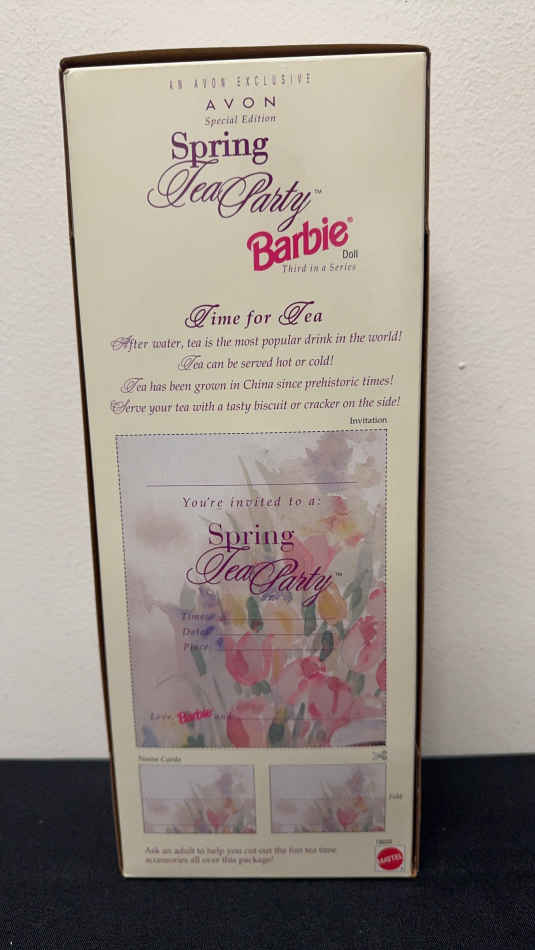 AN AVON EXCLUSIVE
AVON
Special Edition
Spring
Tea Party™
Barbie®
Doll
Third in a Series
Time for Tea
After water, tea is the most popular drink in the world!
Tea can be served hot or cold!
Tea has been grown in China since prehistoric times!
Serve your tea with a tasty biscuit or cracker on the side!
Invitation
You're invited to a:
Spring
Tea Party™
Time:
Date:
Place:
Love, Barbie and
Name Cards
Fold
Ask an adult to help you cut out the fun tea time
accessories all over this package!
MATTEL